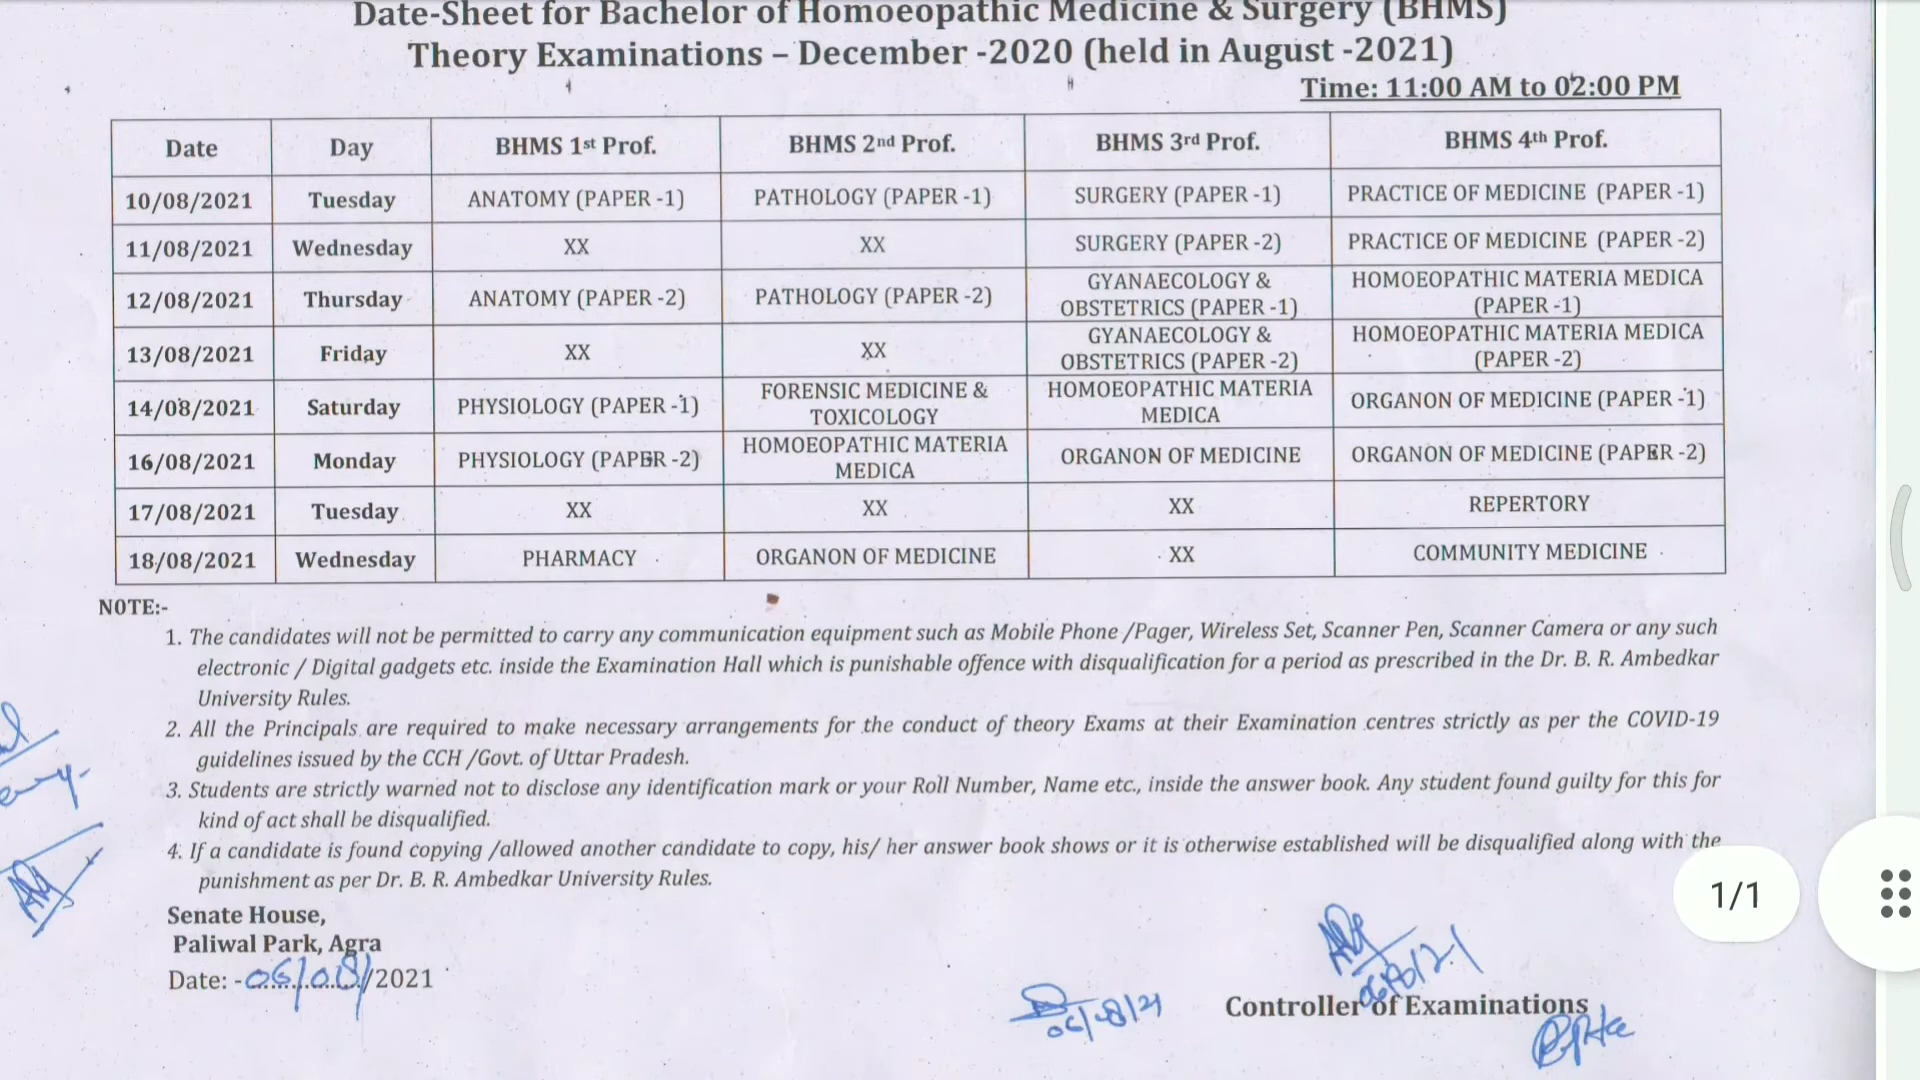 Date-Sheet for Bachelor of Homoeopathic Medicine & Surgery (BHMS)
Theory Examinations – December -2020 (held in August -2021)
Time: 11:00 AM to 02:00 PM
Date Day BHMS 1st Prof. BHMS 2nd Prof. BHMS 3rd Prof. BHMS 4th Prof.
10/08/2021 Tuesday ANATOMY (PAPER -1) PATHOLOGY (PAPER -1) SURGERY (PAPER -1) PRACTICE OF MEDICINE (PAPER -1)
11/08/2021 Wednesday XX XX SURGERY (PAPER -2) PRACTICE OF MEDICINE (PAPER -2)
12/08/2021 Thursday ANATOMY (PAPER -2) PATHOLOGY (PAPER -2) GYANAECOLOGY & OBSTETRICS (PAPER -1) HOMOEOPATHIC MATERIA MEDICA (PAPER -1)
13/08/2021 Friday XX XX GYANAECOLOGY & OBSTETRICS (PAPER -2) HOMOEOPATHIC MATERIA MEDICA (PAPER -2)
14/08/2021 Saturday PHYSIOLOGY (PAPER -1) FORENSIC MEDICINE & TOXICOLOGY HOMOEOPATHIC MATERIA MEDICA ORGANON OF MEDICINE (PAPER -1)
16/08/2021 Monday PHYSIOLOGY (PAPER -2) HOMOEOPATHIC MATERIA MEDICA ORGANON OF MEDICINE ORGANON OF MEDICINE (PAPER -2)
17/08/2021 Tuesday XX XX XX REPERTORY
18/08/2021 Wednesday PHARMACY ORGANON OF MEDICINE XX COMMUNITY MEDICINE
NOTE:-
1. The candidates will not be permitted to carry any communication equipment such as Mobile Phone /Pager, Wireless Set, Scanner Pen, Scanner Camera or any such
electronic / Digital gadgets etc. inside the Examination Hall which is punishable offence with disqualification for a period as prescribed in the Dr. B. R. Ambedkar
University Rules.
2. All the Principals are required to make necessary arrangements for the conduct of theory Exams at their Examination centres strictly as per the COVID-19
guidelines issued by the CCH /Govt. of Uttar Pradesh.
3. Students are strictly warned not to disclose any identification mark or your Roll Number, Name etc., inside the answer book. Any student found guilty for this for
kind of act shall be disqualified.
4. If a candidate is found copying /allowed another candidate to copy, his/ her answer book shows or it is otherwise established will be disqualified along with the
punishment as per Dr. B. R. Ambedkar University Rules.
Senate House,
Paliwal Park, Agra
Date: -06/08/2021
06/08/21
06/08/21
Controller of Examinations
1/1